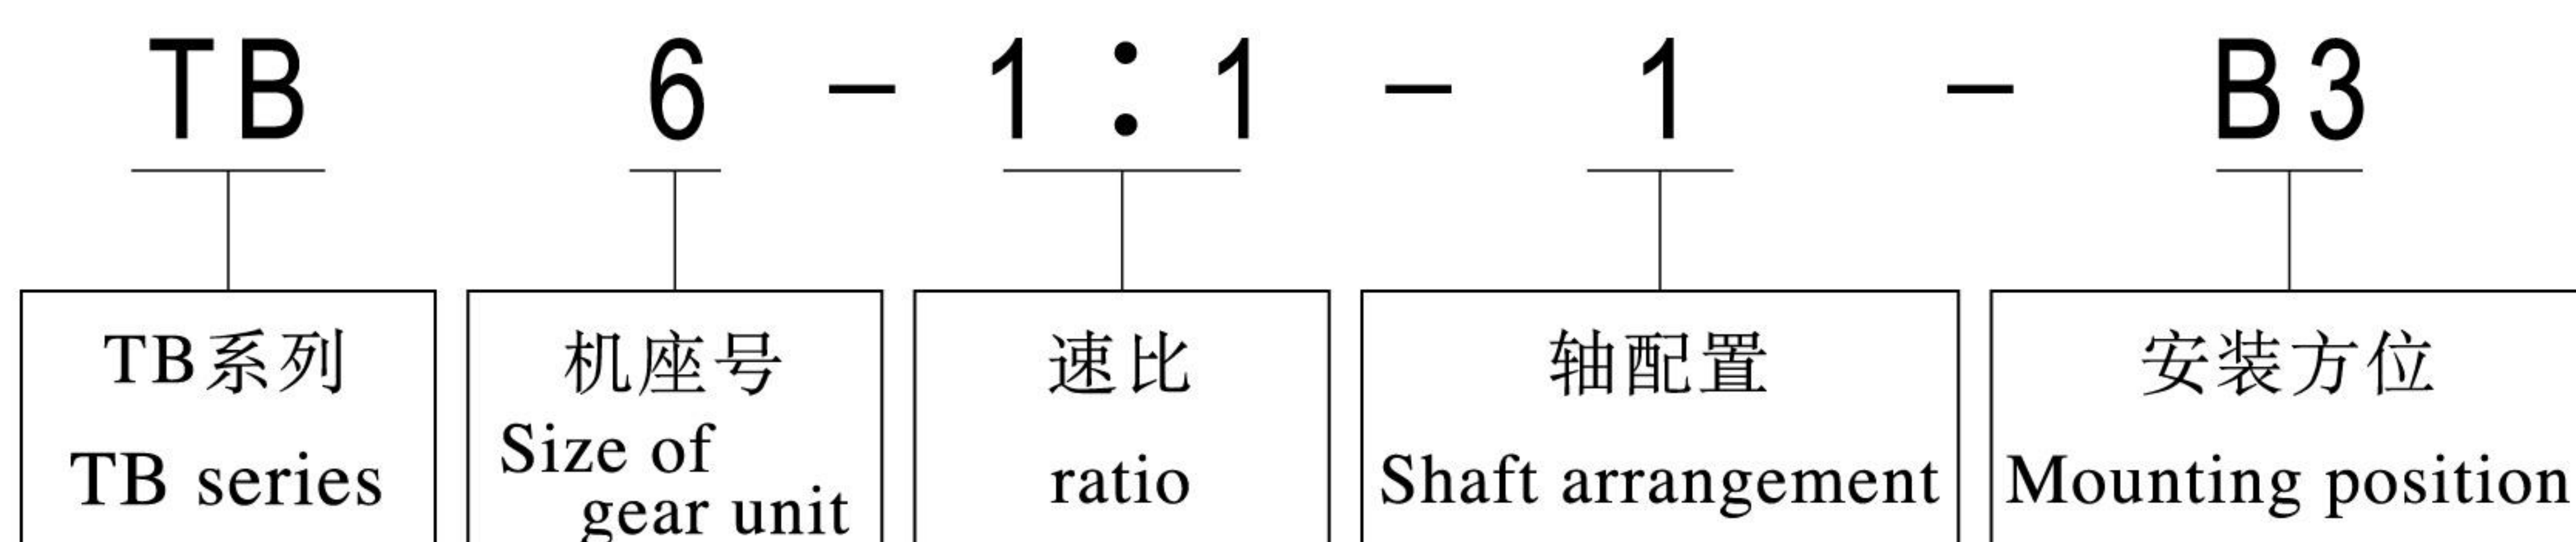 TB 6 - 1:1 - 1 - B3
TB系列
TB series
机座号
Size of
gear unit
速比
ratio
轴配置
Shaft arrangement
安装方位
Mounting position